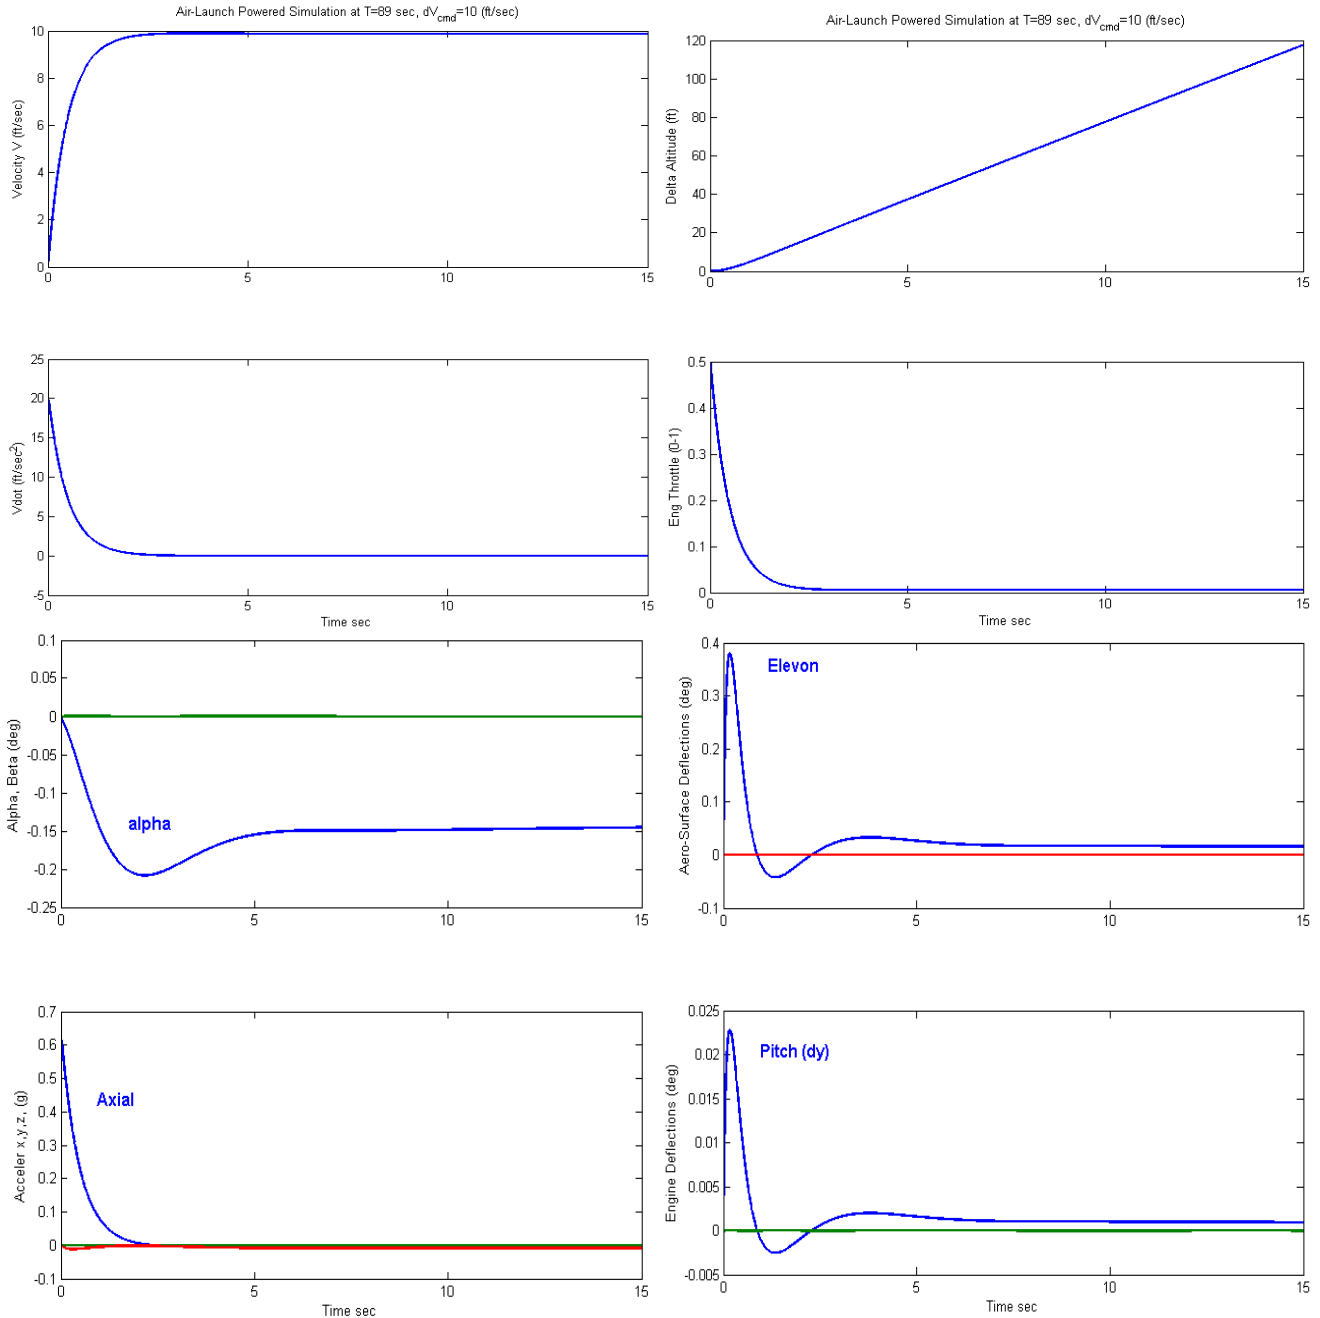 Air-Launch Powered Simulation at T=89 sec, dVcmd=10 (ft/sec)
Velocity V (ft/sec)
10
8
6
4
2
0
0 5 10 15
Air-Launch Powered Simulation at T=89 sec, dVcmd=10 (ft/sec)
Delta Altitude (ft)
120
100
80
60
40
20
0
0 5 10 15
Vdot (ft/sec2)
25
20
15
10
5
0
-5
0 5 10 15
Time sec
Eng Throttle (0-1)
0.5
0.4
0.3
0.2
0.1
0
0 5 10 15
Time sec
Alpha, Beta (deg)
0.1
0.05
0
-0.05
-0.1
-0.15
-0.2
-0.25
alpha
0 5 10 15
Aero-Surface Deflections (deg)
0.4
0.3
0.2
0.1
0
-0.1
Elevon
0 5 10 15
Acceler x,y,z, (g)
0.7
0.6
0.5
0.4
0.3
0.2
0.1
0
-0.1
Axial
0 5 10 15
Time sec
Engine Deflections (deg)
0.025
0.02
0.015
0.01
0.005
0
-0.005
Pitch (dy)
0 5 10 15
Time sec